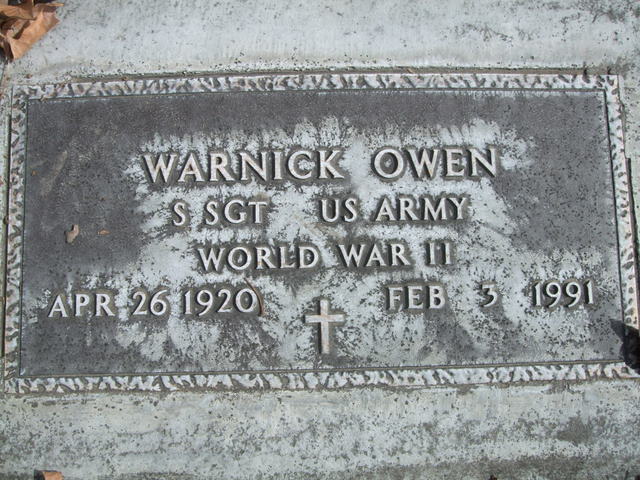 WARNICK OWEN
S SGT US ARMY
WORLD WAR II
APR 26 1920 FEB 3 1991